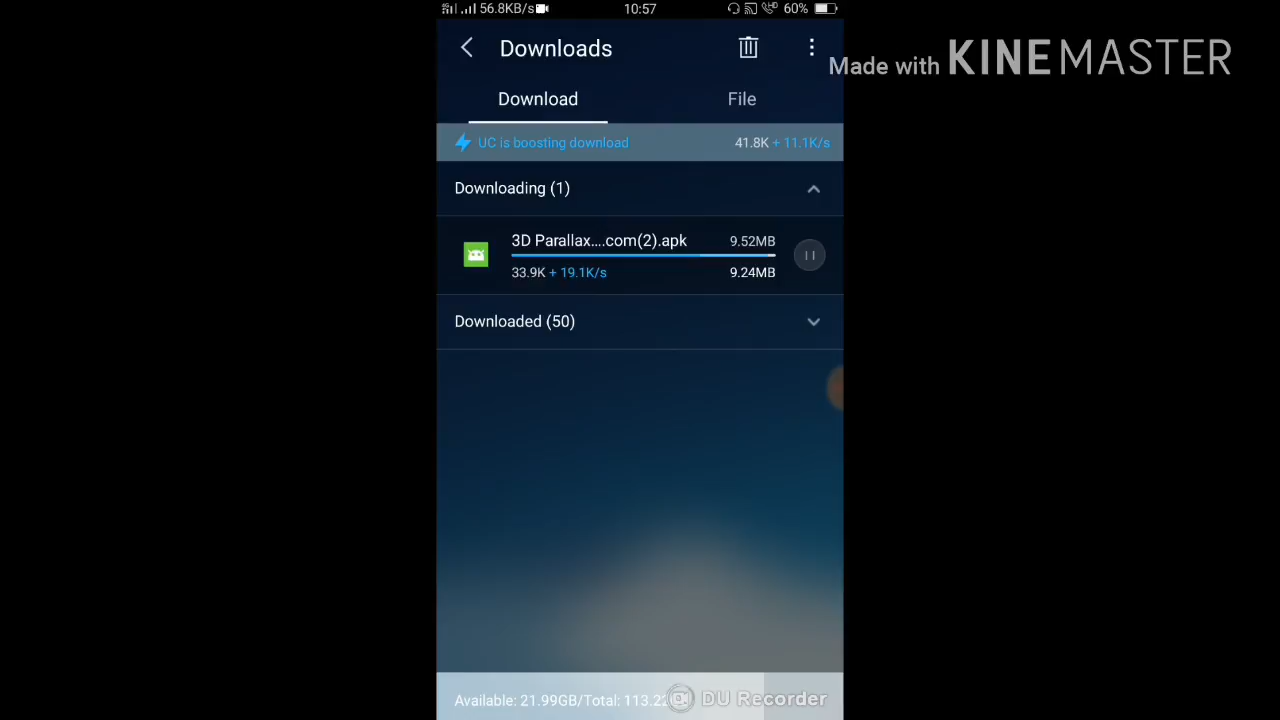 56.8KB/s 10:57 60%
Downloads
Made with KINEMASTER
Download File
UC is boosting download 41.8K + 11.1K/s
Downloading (1)
3D Parallax....com(2).apk 9.52MB
33.9K + 19.1K/s 9.24MB
Downloaded (50)
Available: 21.99GB/Total: 113.22
DU Recorder